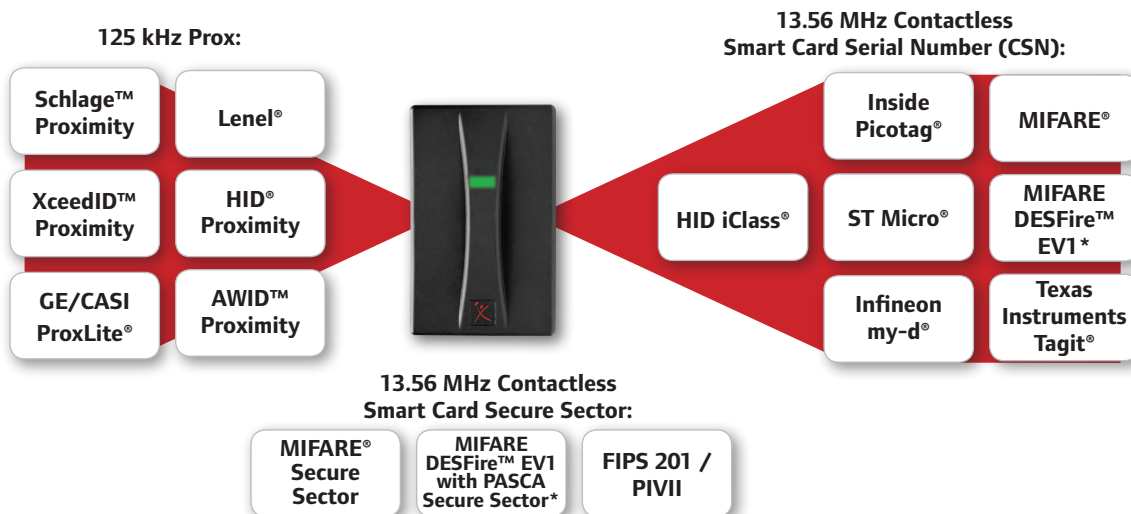 125 kHz Prox:
Schlage™
Proximity
Lenel®
XceedID™
Proximity
HID®
Proximity
GE/CASI
ProxLite®
AWID™
Proximity
13.56 MHz Contactless
Smart Card Serial Number (CSN):
Inside
Picotag®
MIFARE®
HID iClass®
ST Micro®
MIFARE
DESFire™
EV1*
Infineon
my-d®
Texas
Instruments
Tagit®
13.56 MHz Contactless
Smart Card Secure Sector:
MIFARE®
Secure
Sector
MIFARE
DESFire™ EV1
with PASCA
Secure Sector*
FIPS 201 /
PIVII